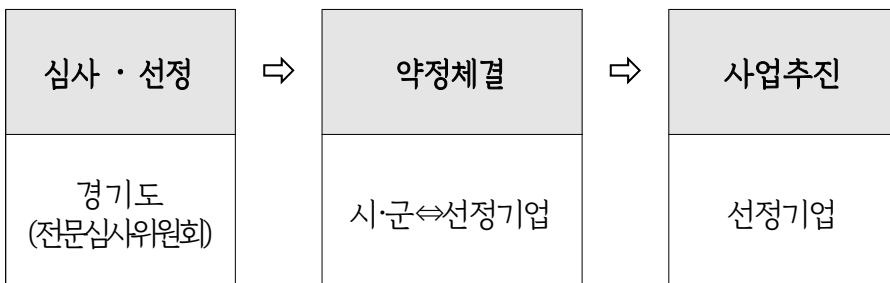 심사 · 선정 ⇨ 약정체결 ⇨ 사업추진
경기도
(전문심사위원회)
시·군⇔선정기업
선정기업